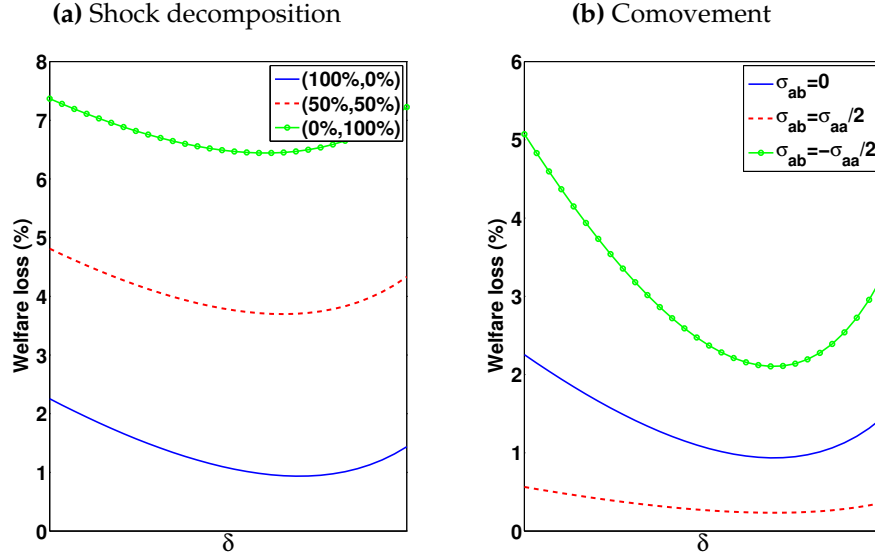 (a) Shock decomposition
8
7
6
5
4
3
2
1
0
Welfare loss (%)
δ
(100%,0%)
(50%,50%)
(0%,100%)
(b) Comovement
6
5
4
3
2
1
0
Welfare loss (%)
δ
σab=0
σab=σaa/2
σab=−σaa/2